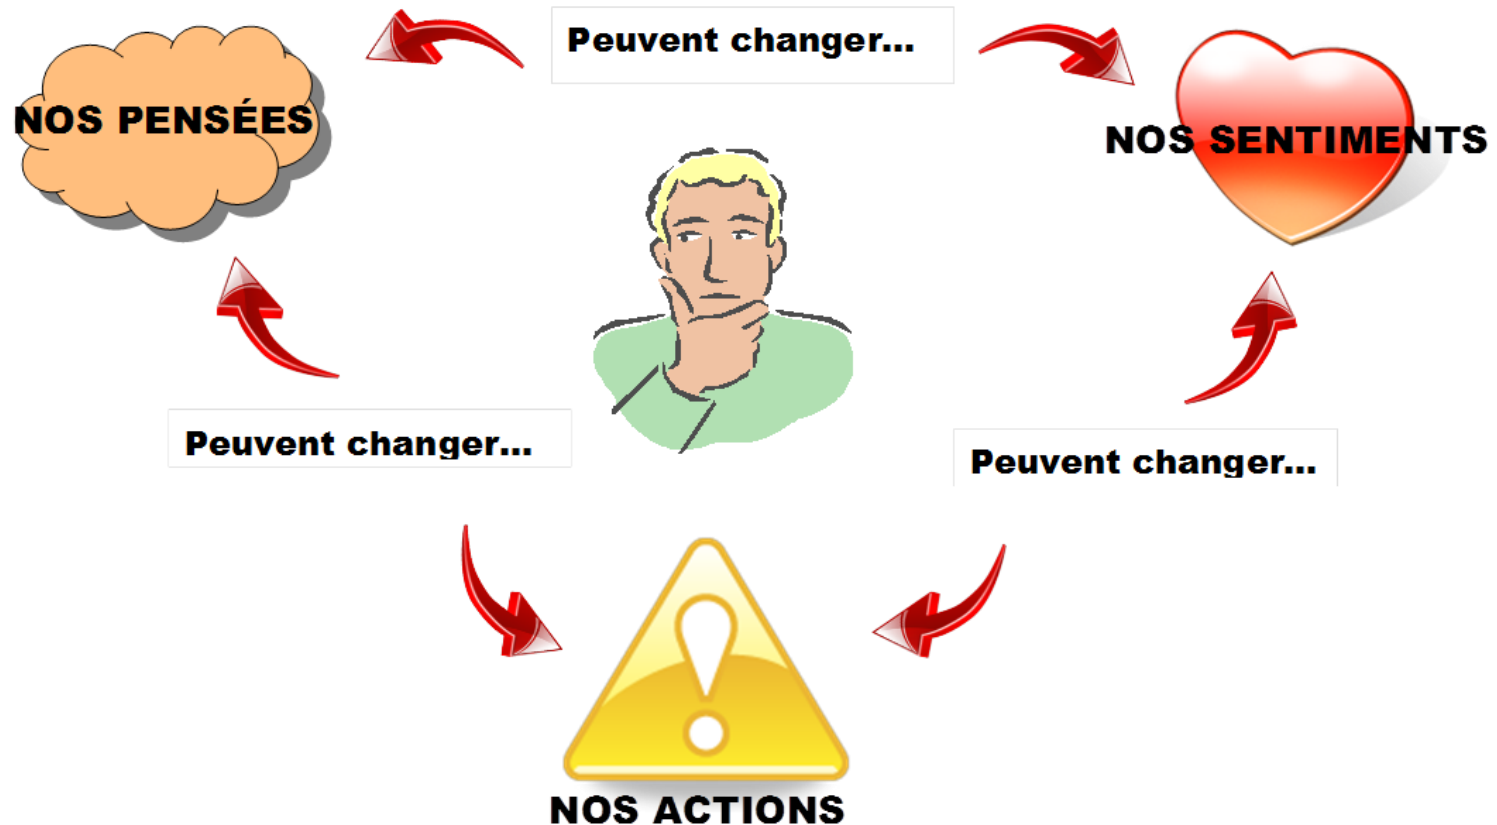 Peuvent changer...
NOS PENSÉES
NOS SENTIMENTS
Peuvent changer...
Peuvent changer...
NOS ACTIONS